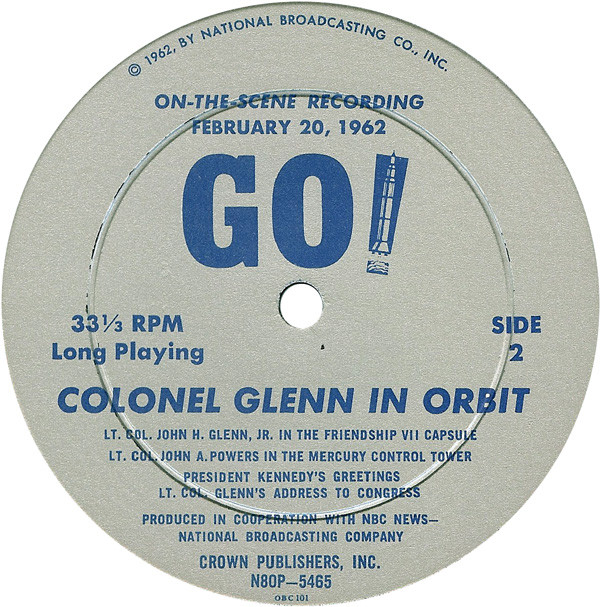 © 1962, BY NATIONAL BROADCASTING CO., INC.
ON-THE-SCENE RECORDING
FEBRUARY 20, 1962
GO!
33⅓ RPM
Long Playing
SIDE
2
COLONEL GLENN IN ORBIT
LT. COL. JOHN H. GLENN, JR. IN THE FRIENDSHIP VII CAPSULE
LT. COL. JOHN A. POWERS IN THE MERCURY CONTROL TOWER
PRESIDENT KENNEDY'S GREETINGS
LT. COL. GLENN'S ADDRESS TO CONGRESS
PRODUCED IN COOPERATION WITH NBC NEWS—
NATIONAL BROADCASTING COMPANY
CROWN PUBLISHERS, INC.
N8OP—5465
OBC 101